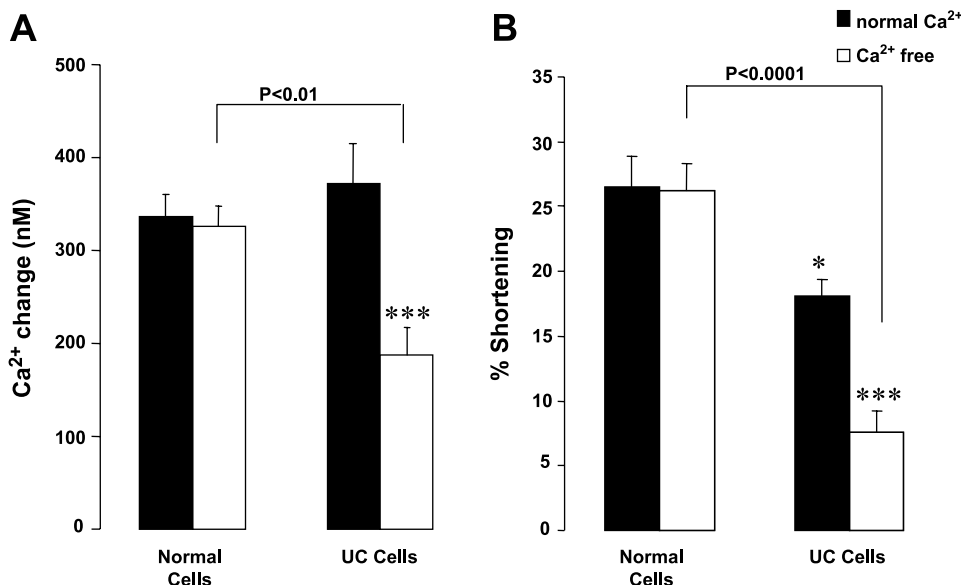 A
Ca²⁺ change (nM)
500
400
300
200
100
0
P<0.01
***
Normal
Cells
UC Cells
B
normal Ca²⁺
Ca²⁺ free
% Shortening
35
30
25
20
15
10
5
0
P<0.0001
*
***
Normal
Cells
UC Cells